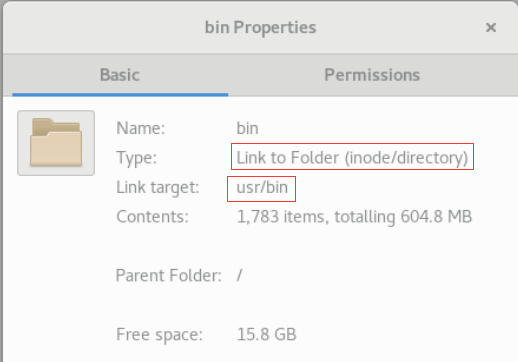 bin Properties ×
Basic Permissions
Name: bin
Type: Link to Folder (inode/directory)
Link target: usr/bin
Contents: 1,783 items, totalling 604.8 MB
Parent Folder: /
Free space: 15.8 GB